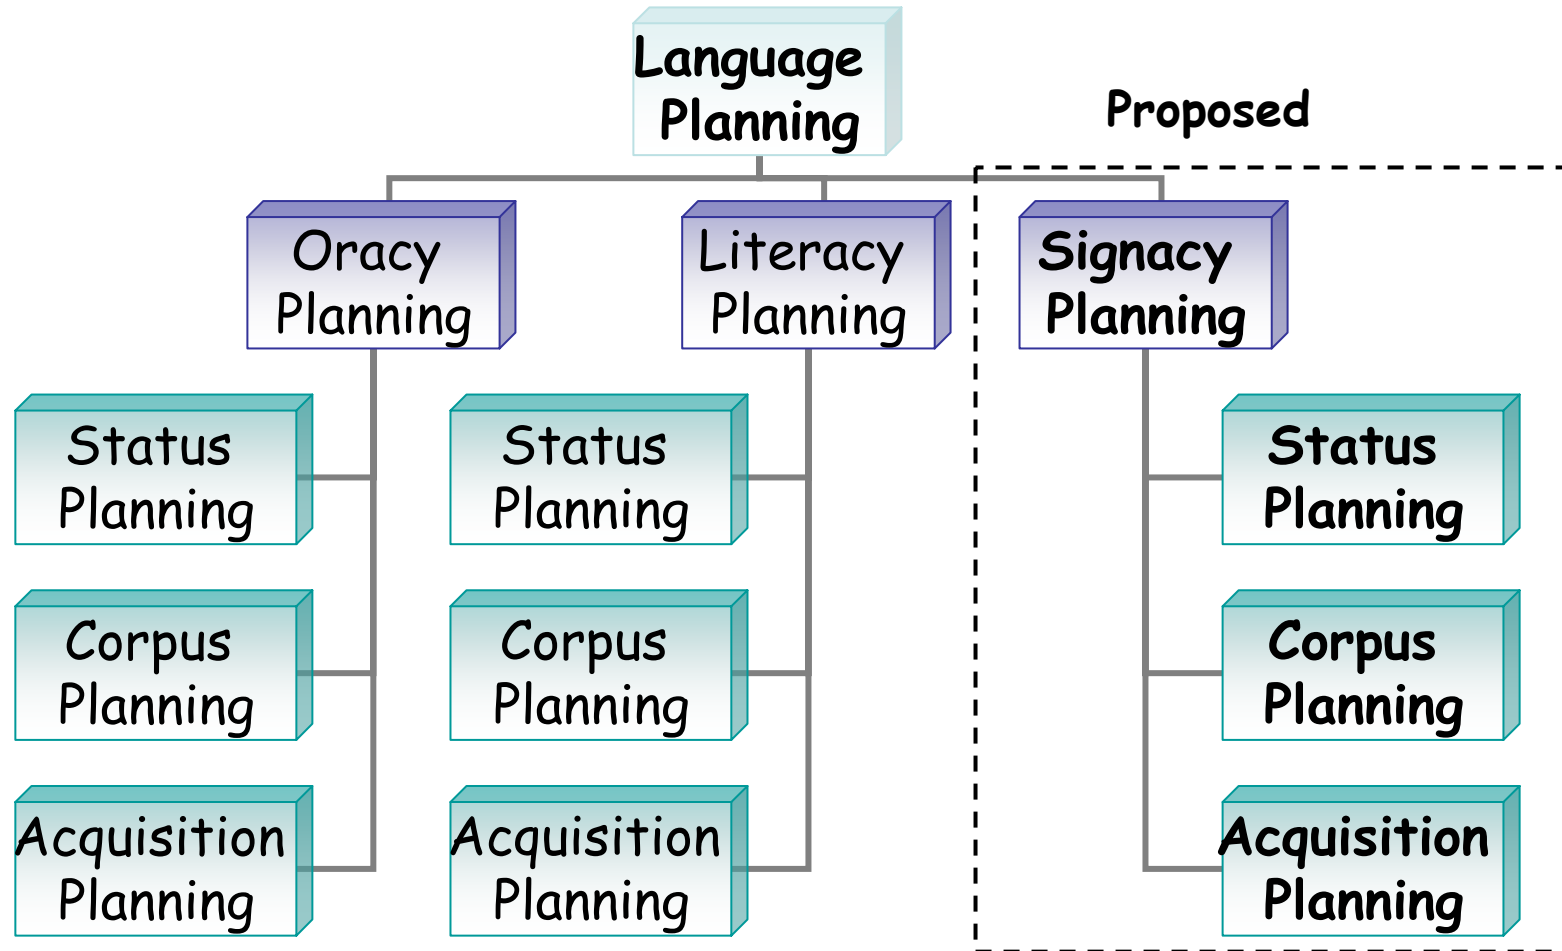 Language
Planning
Proposed
Oracy
Planning
Literacy
Planning
Signacy
Planning
Status
Planning
Status
Planning
Status
Planning
Corpus
Planning
Corpus
Planning
Corpus
Planning
Acquisition
Planning
Acquisition
Planning
Acquisition
Planning